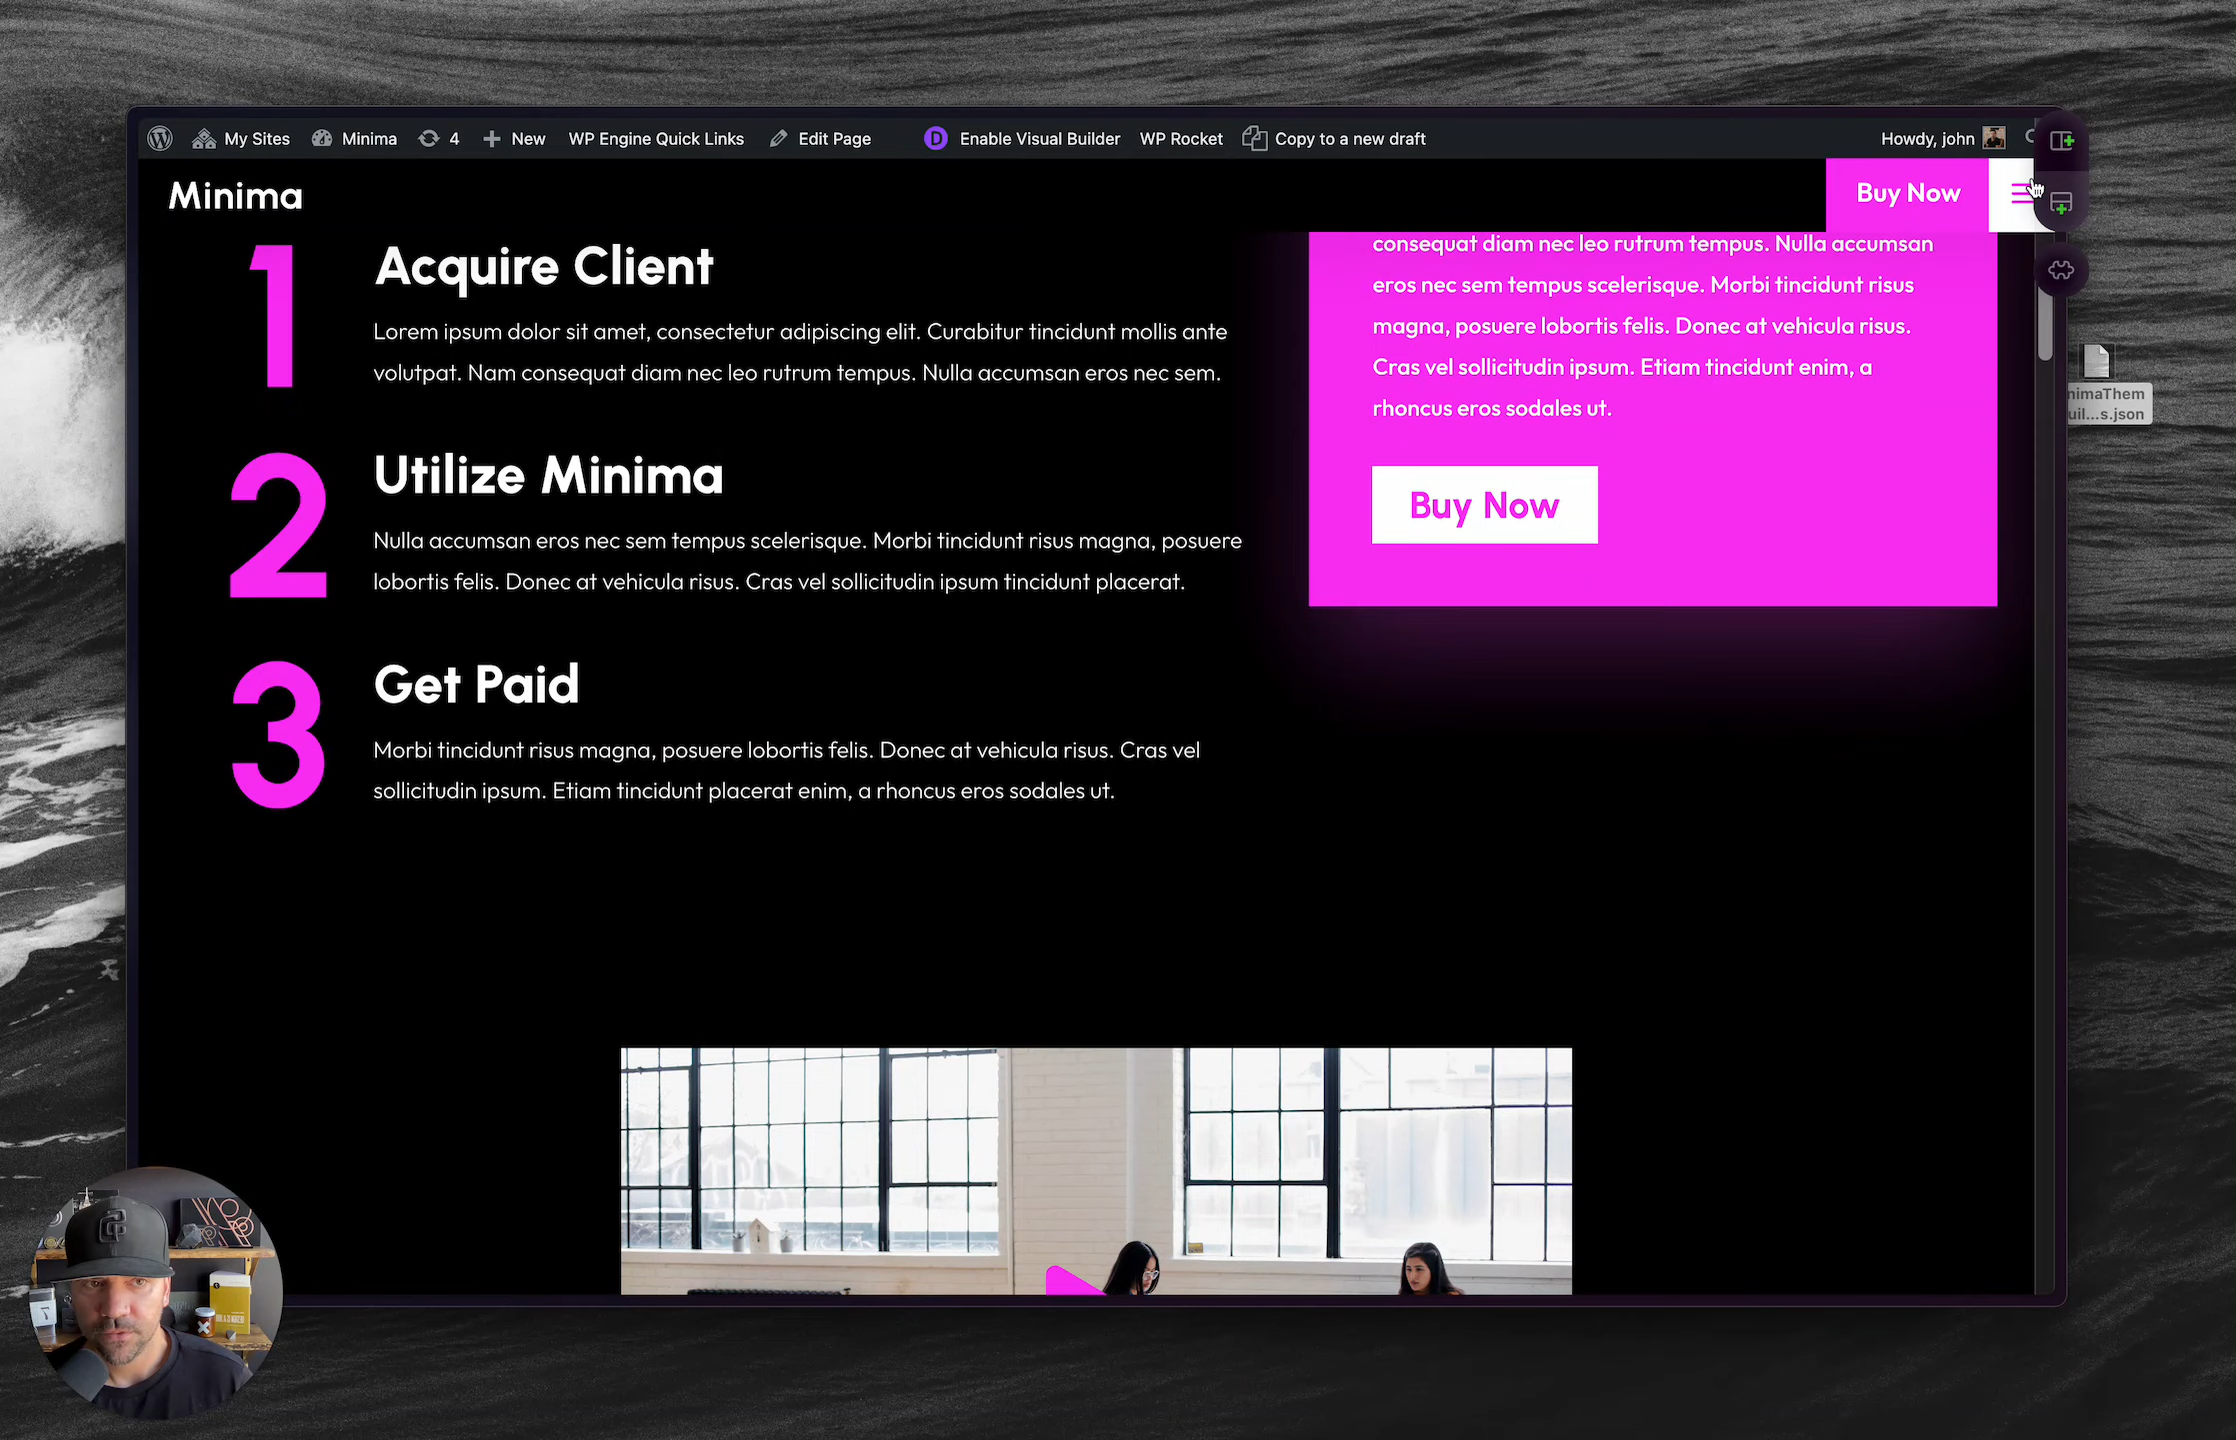 My Sites Minima 4 New WP Engine Quick Links Edit Page D Enable Visual Builder WP Rocket Copy to a new draft Howdy, john
Minima
Buy Now
1
Acquire Client
Lorem ipsum dolor sit amet, consectetur adipiscing elit. Curabitur tincidunt mollis ante
volutpat. Nam consequat diam nec leo rutrum tempus. Nulla accumsan eros nec sem.
2
Utilize Minima
Nulla accumsan eros nec sem tempus scelerisque. Morbi tincidunt risus magna, posuere
lobortis felis. Donec at vehicula risus. Cras vel sollicitudin ipsum tincidunt placerat.
3
Get Paid
Morbi tincidunt risus magna, posuere lobortis felis. Donec at vehicula risus. Cras vel
sollicitudin ipsum. Etiam tincidunt placerat enim, a rhoncus eros sodales ut.
consequat diam nec leo rutrum tempus. Nulla accumsan
eros nec sem tempus scelerisque. Morbi tincidunt risus
magna, posuere lobortis felis. Donec at vehicula risus.
Cras vel sollicitudin ipsum. Etiam tincidunt enim, a
rhoncus eros sodales ut.
Buy Now
nimaThem
uil...s.json